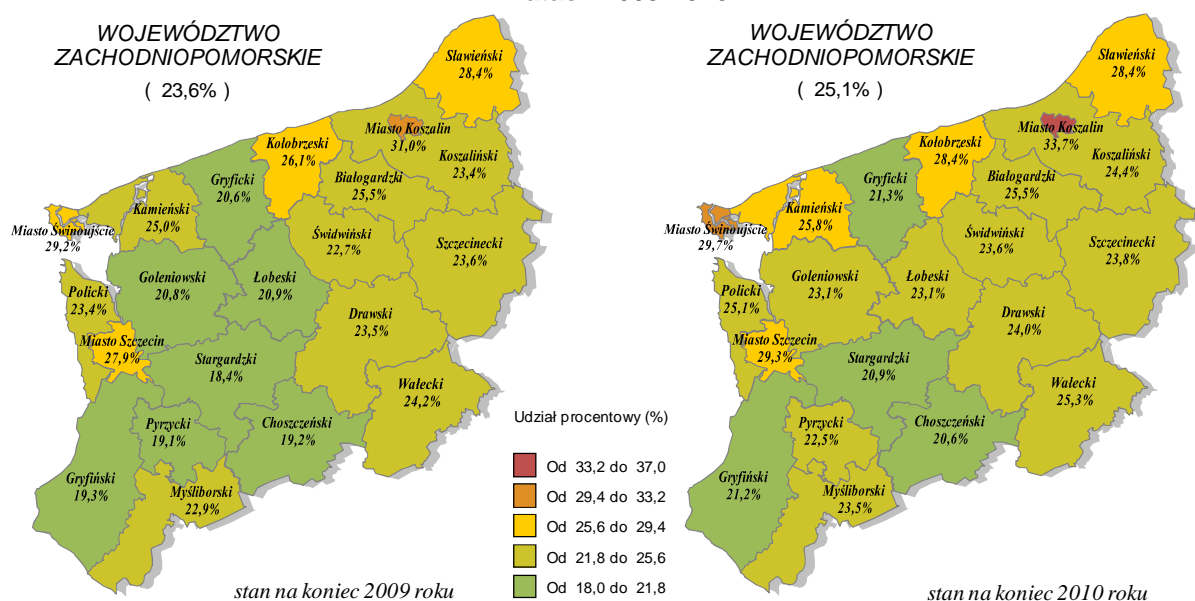 WOJEWÓDZTWO
ZACHODNIOPOMORSKIE
( 23,6% )
Sławieński
28,4%
Miasto Koszalin
31,0%
Kołobrzeski
26,1%
Koszaliński
23,4%
Gryficki
20,6%
Białogardzki
25,5%
Kamieński
25,0%
Miasto Świnoujście
29,2%
Świdwiński
22,7%
Szczecinecki
23,6%
Goleniowski
20,8%
Łobeski
20,9%
Policki
23,4%
Drawski
23,5%
Miasto Szczecin
27,9%
Stargardzki
18,4%
Wałecki
24,2%
Pyrzycki
19,1%
Choszczeński
19,2%
Gryfiński
19,3%
Myśliborski
22,9%
stan na koniec 2009 roku
Udział procentowy (%)
Od 33,2 do 37,0
Od 29,4 do 33,2
Od 25,6 do 29,4
Od 21,8 do 25,6
Od 18,0 do 21,8
WOJEWÓDZTWO
ZACHODNIOPOMORSKIE
( 25,1% )
Sławieński
28,4%
Miasto Koszalin
33,7%
Kołobrzeski
28,4%
Koszaliński
24,4%
Gryficki
21,3%
Białogardzki
25,5%
Kamieński
25,8%
Miasto Świnoujście
29,7%
Świdwiński
23,6%
Szczecinecki
23,8%
Goleniowski
23,1%
Łobeski
23,1%
Policki
25,1%
Drawski
24,0%
Miasto Szczecin
29,3%
Stargardzki
20,9%
Wałecki
25,3%
Pyrzycki
22,5%
Choszczeński
20,6%
Gryfiński
21,2%
Myśliborski
23,5%
stan na koniec 2010 roku